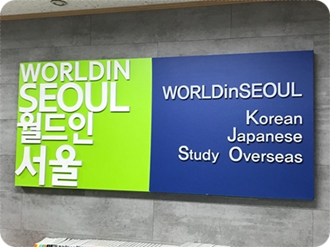 WORLDIN
SEOUL
월드인
서울
WORLDinSEOUL
Korean
Japanese
Study Overseas